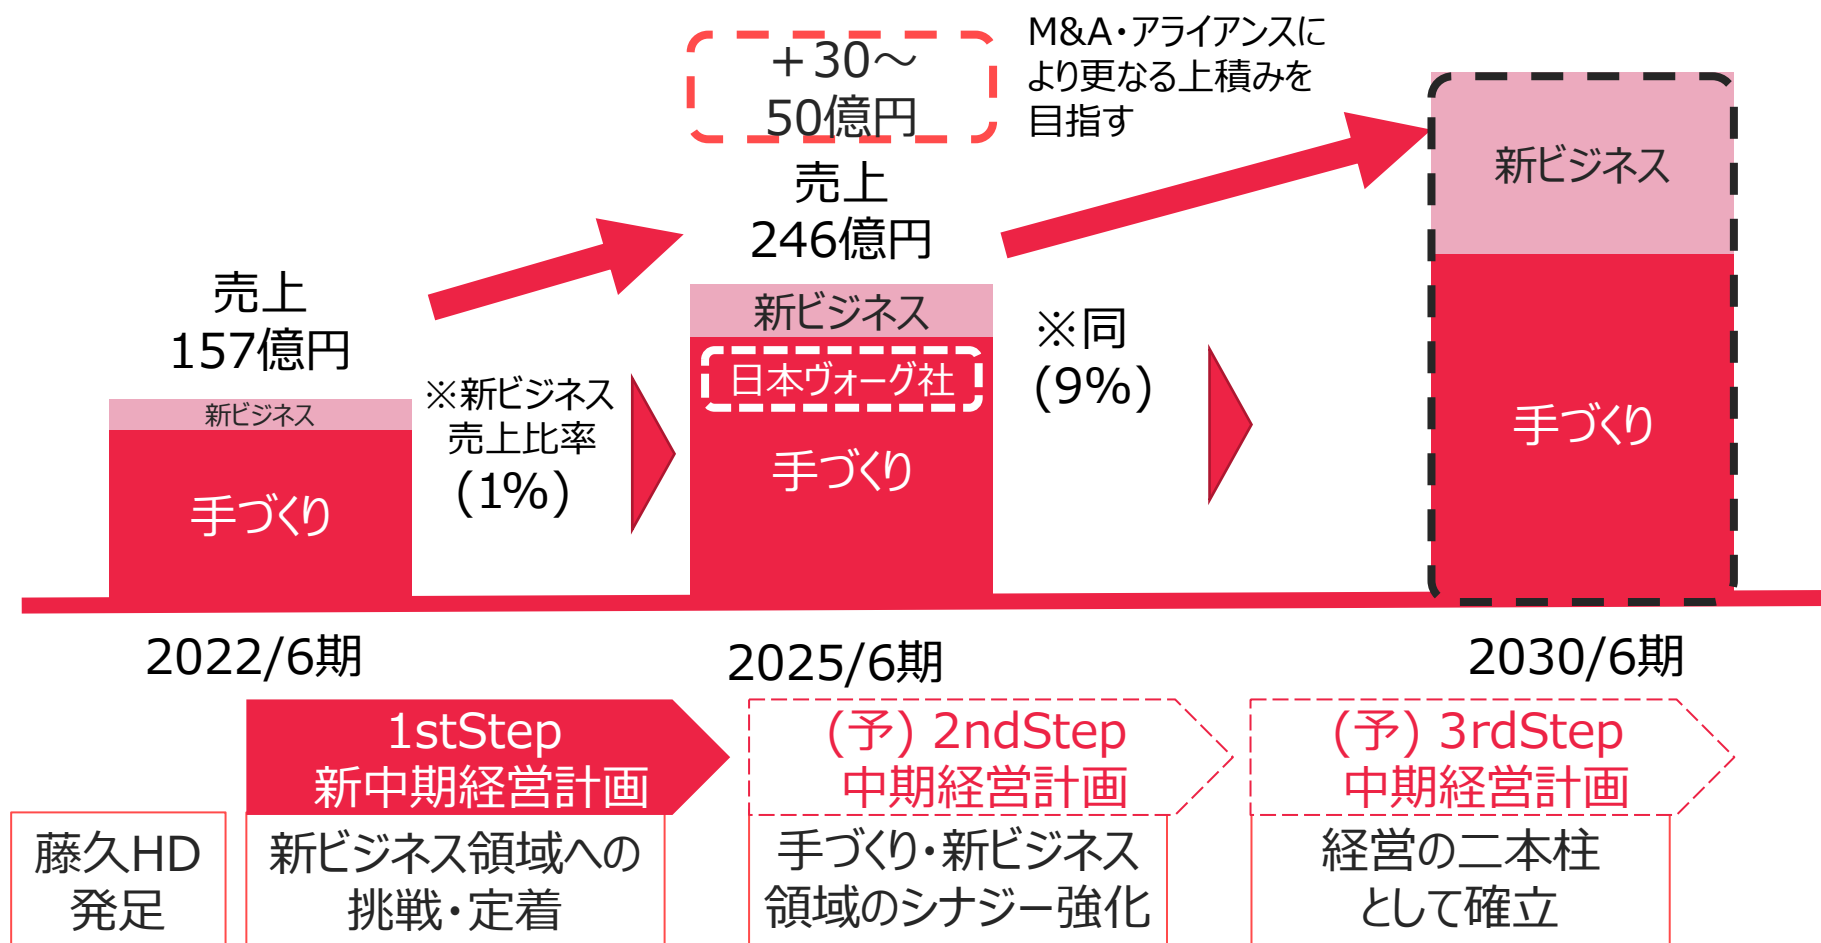 +30～
50億円
M&A・アライアンスに
より更なる上積みを
目指す
売上
246億円
売上
157億円
新ビジネス
手づくり
※新ビジネス
売上比率
(1%)
新ビジネス
日本ヴォーグ社
手づくり
※同
(9%)
新ビジネス
手づくり
2022/6期
2025/6期
2030/6期
1stStep
新中期経営計画
(予) 2ndStep
中期経営計画
(予) 3rdStep
中期経営計画
藤久HD
発足
新ビジネス領域への
挑戦・定着
手づくり・新ビジネス
領域のシナジー強化
経営の二本柱
として確立